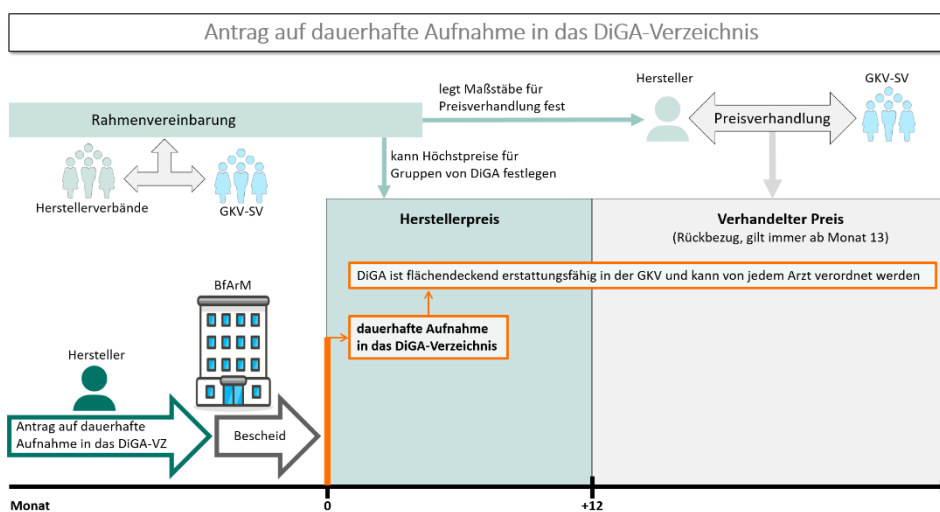 Antrag auf dauerhafte Aufnahme in das DiGA-Verzeichnis
legt Maßstäbe für
Preisverhandlung fest
Hersteller
GKV-SV
Rahmenvereinbarung
Preisverhandlung
kann Höchstpreise für
Gruppen von DiGA festlegen
Herstellerverbände
GKV-SV
Herstellerpreis
Verhandelter Preis
(Rückbezug, gilt immer ab Monat 13)
DiGA ist flächendeckend erstattungsfähig in der GKV und kann von jedem Arzt verordnet werden
BfArM
dauerhafte Aufnahme
in das DiGA-Verzeichnis
Hersteller
Antrag auf dauerhafte
Aufnahme in das DiGA-VZ
Bescheid
Monat
0
+12